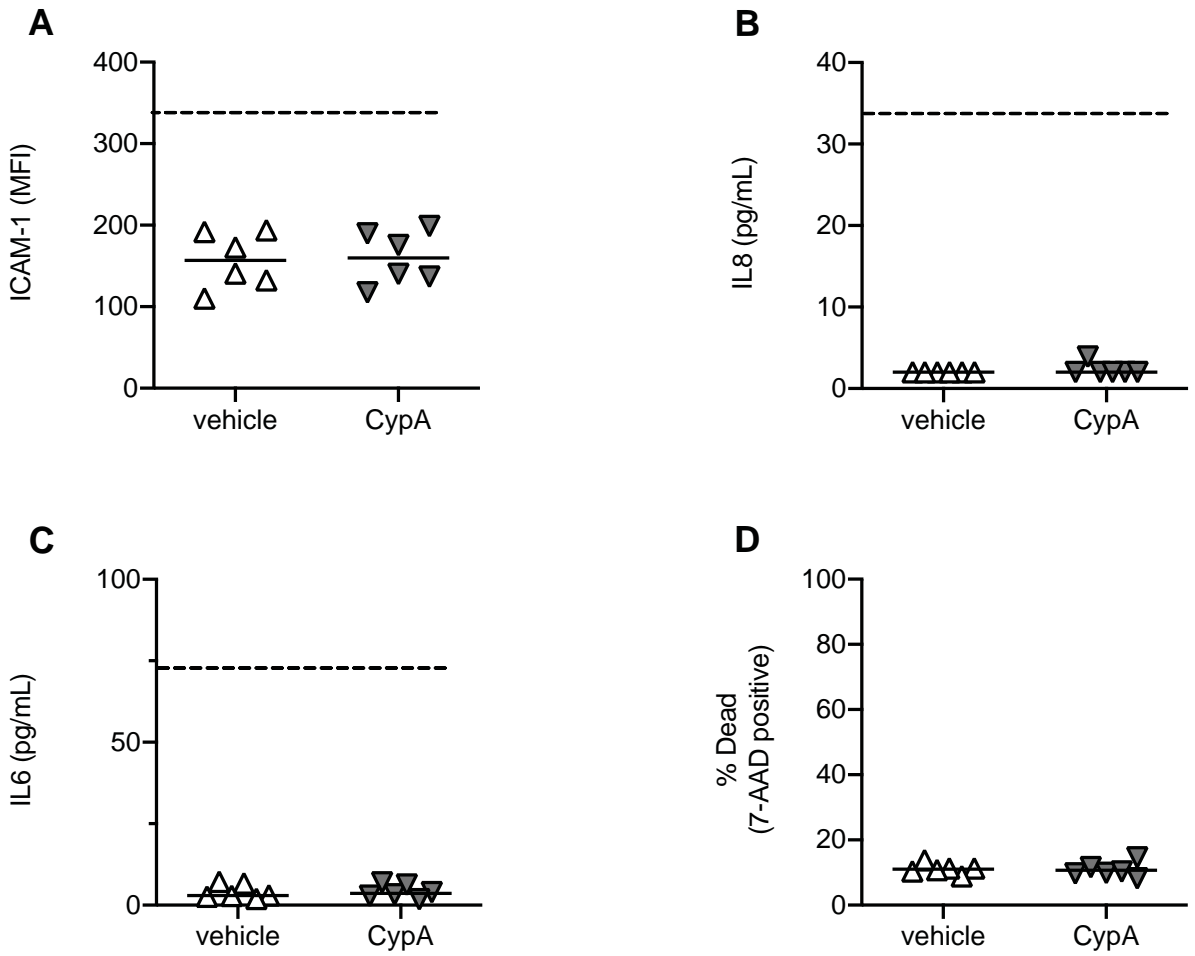 A
400
300
200
100
0
ICAM-1 (MFI)
vehicle
CypA
B
40
30
20
10
0
IL8 (pg/mL)
vehicle
CypA
C
100
50
0
IL6 (pg/mL)
vehicle
CypA
D
100
80
60
40
20
0
% Dead
(7-AAD positive)
vehicle
CypA